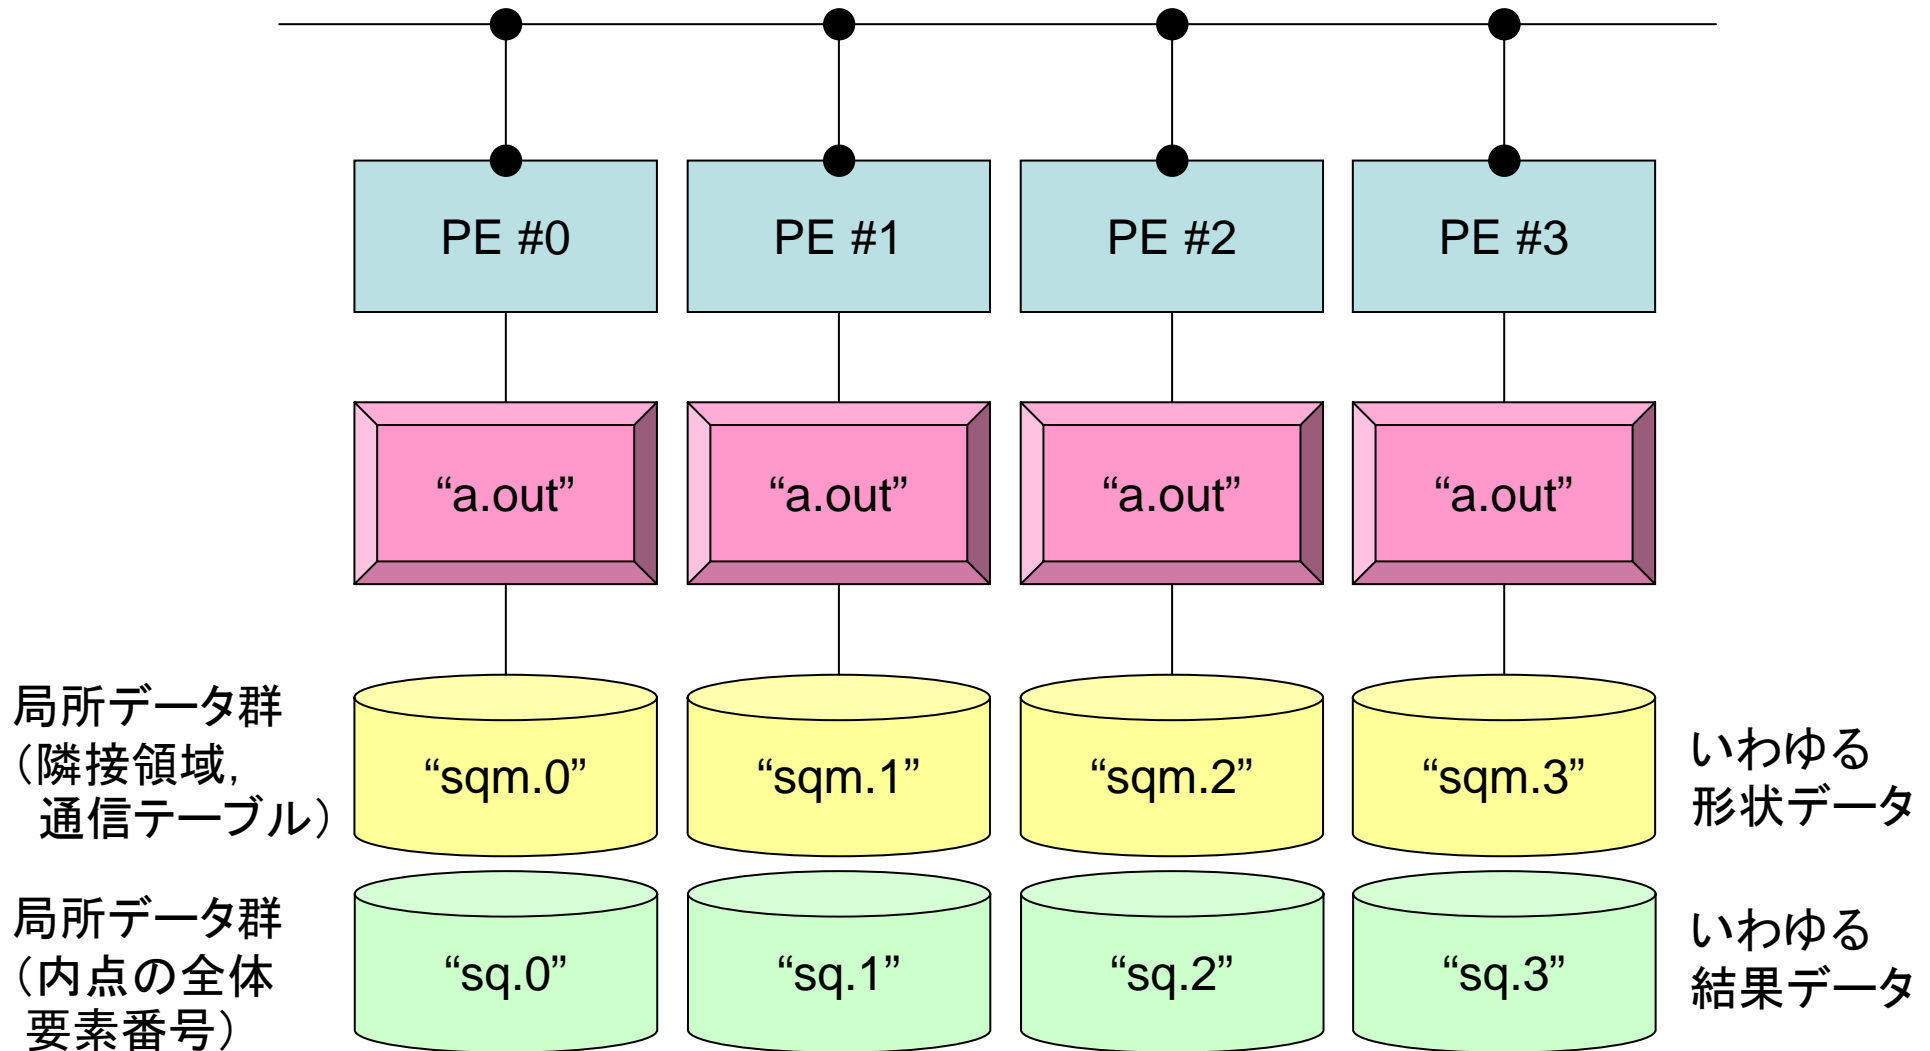 PE #0
PE #1
PE #2
PE #3
“a.out”
“a.out”
“a.out”
“a.out”
局所データ群
（隣接領域，
通信テーブル）
“sqm.0”
“sqm.1”
“sqm.2”
“sqm.3”
いわゆる
形状データ
局所データ群
（内点の全体
要素番号）
“sq.0”
“sq.1”
“sq.2”
“sq.3”
いわゆる
結果データ